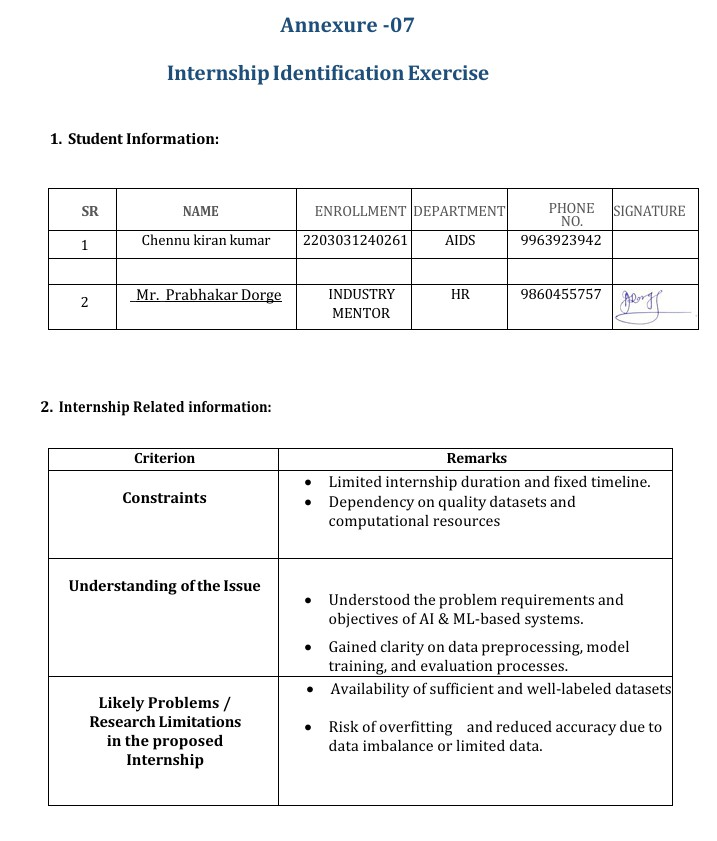 Annexure -07
Internship Identification Exercise
1. Student Information:
SR NAME ENROLLMENT DEPARTMENT PHONE NO. SIGNATURE
1 Chennu kiran kumar 2203031240261 AIDS 9963923942
2 Mr. Prabhakar Dorge INDUSTRY MENTOR HR 9860455757
2. Internship Related information:
Criterion Remarks
Constraints
• Limited internship duration and fixed timeline.
• Dependency on quality datasets and
computational resources
Understanding of the Issue
• Understood the problem requirements and
objectives of AI & ML-based systems.
• Gained clarity on data preprocessing, model
training, and evaluation processes.
Likely Problems /
Research Limitations
in the proposed
Internship
• Availability of sufficient and well-labeled datasets
• Risk of overfitting and reduced accuracy due to
data imbalance or limited data.